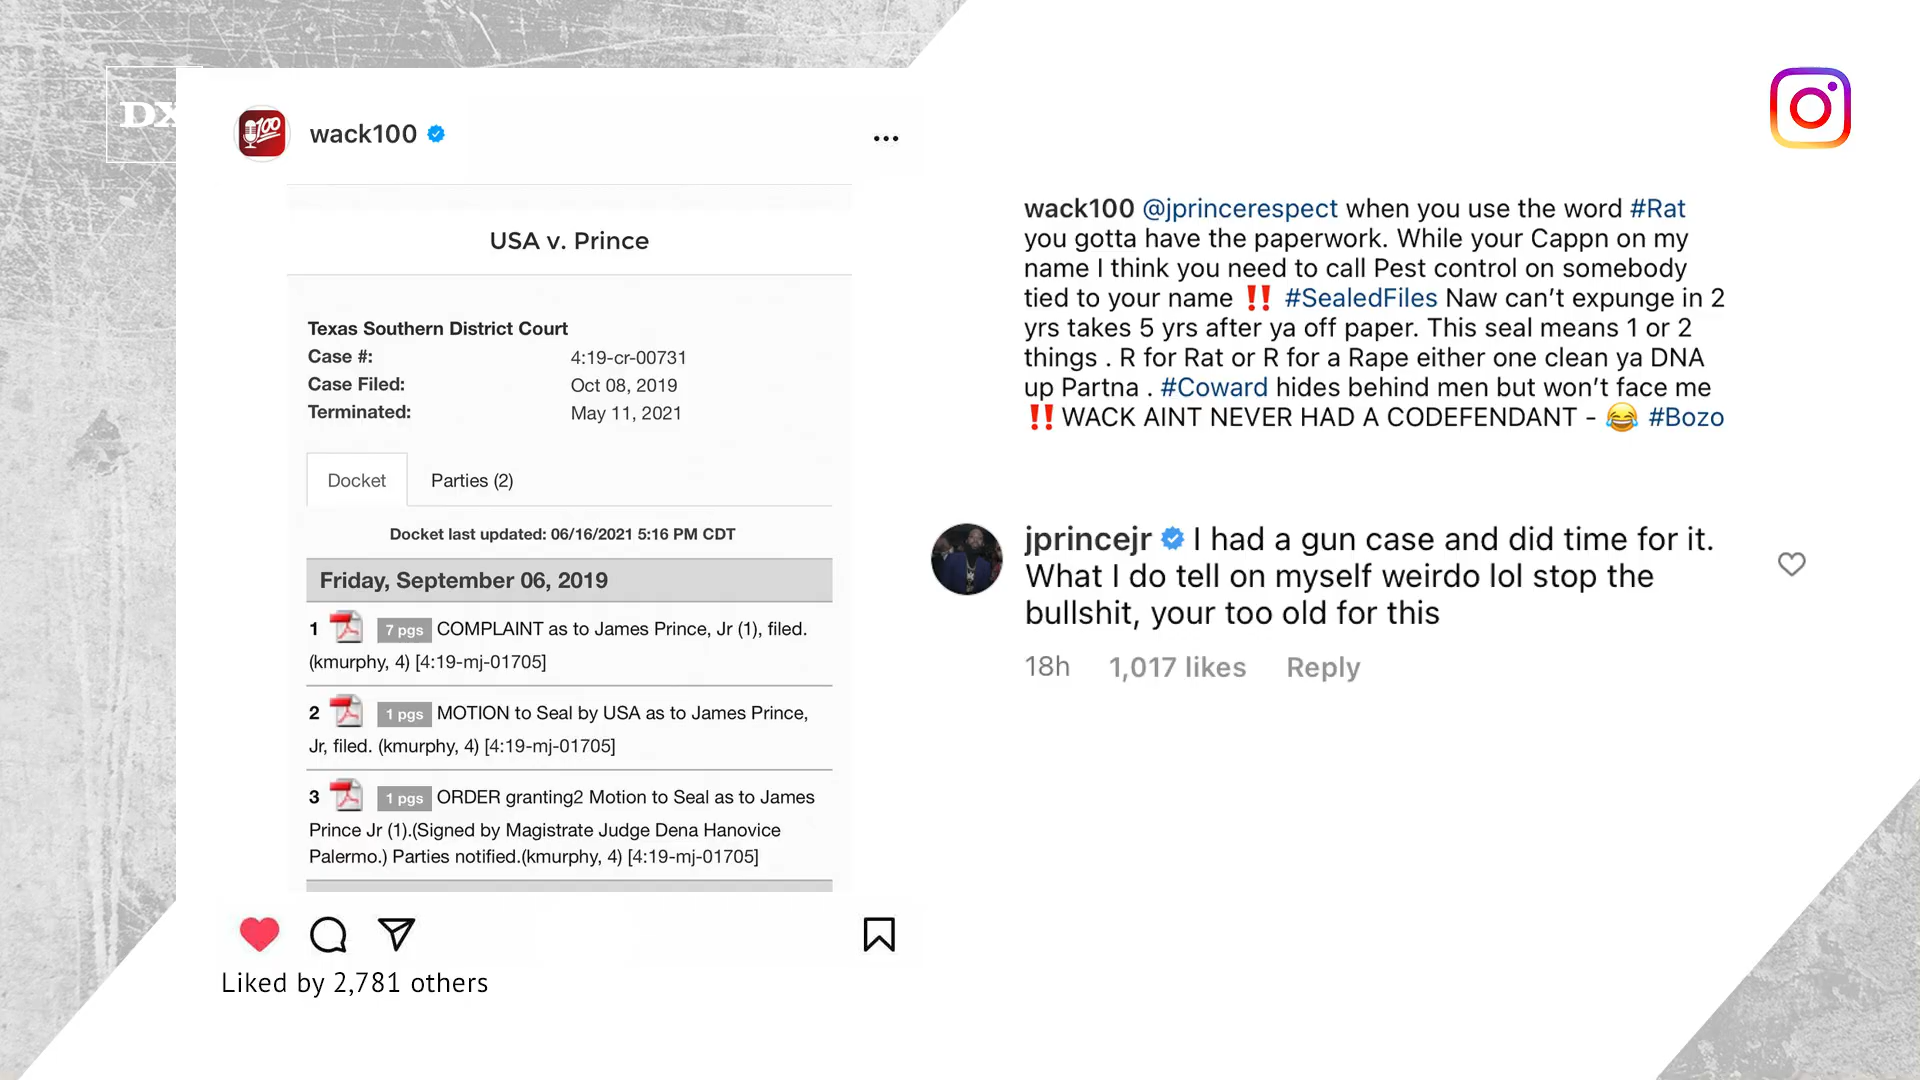 DX
100
wack100
USA v. Prince
Texas Southern District Court
Case #: 4:19-cr-00731
Case Filed: Oct 08, 2019
Terminated: May 11, 2021
Docket Parties (2)
Docket last updated: 06/16/2021 5:16 PM CDT
Friday, September 06, 2019
1 7 pgs COMPLAINT as to James Prince, Jr (1), filed.
(kmurphy, 4) [4:19-mj-01705]
2 1 pgs MOTION to Seal by USA as to James Prince,
Jr, filed. (kmurphy, 4) [4:19-mj-01705]
3 1 pgs ORDER granting2 Motion to Seal as to James
Prince Jr (1).(Signed by Magistrate Judge Dena Hanovice
Palermo.) Parties notified.(kmurphy, 4) [4:19-mj-01705]
Liked by 2,781 others
wack100 @jprincerespect when you use the word #Rat
you gotta have the paperwork. While your Cappn on my
name I think you need to call Pest control on somebody
tied to your name ‼️ #SealedFiles Naw can't expunge in 2
yrs takes 5 yrs after ya off paper. This seal means 1 or 2
things . R for Rat or R for a Rape either one clean ya DNA
up Partna . #Coward hides behind men but won't face me
‼️WACK AINT NEVER HAD A CODEFENDANT - 😂 #Bozo
jprincejr I had a gun case and did time for it.
What I do tell on myself weirdo lol stop the
bullshit, your too old for this
18h 1,017 likes Reply